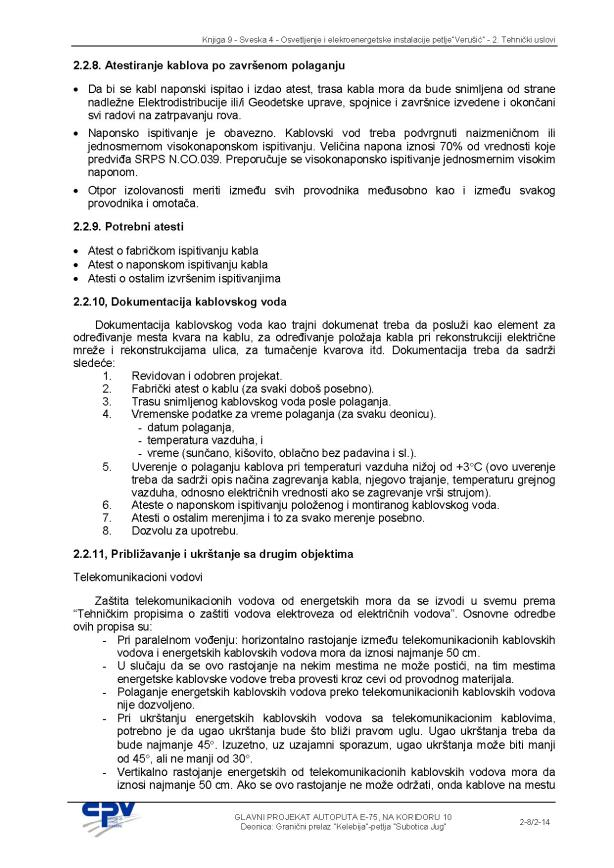 Knjiga 9 - Sveska 4 - Osvetljenje i elekroenergetske instalacije petlje“Verušić“ - 2. Tehnički uslovi
2.2.8. Atestiranje kablova po završenom polaganju
• Da bi se kabl naponski ispitao i izdao atest, trasa kabla mora da bude snimljena od strane
nadležne Elektrodistribucije ili/i Geodetske uprave, spojnice i završnice izvedene i okončani
svi radovi na zatrpavanju rova.
• Naponsko ispitivanje je obavezno. Kablovski vod treba podvrgnuti naizmeničnom ili
jednosmernom visokonaponskom ispitivanju. Veličina napona iznosi 70% od vrednosti koje
predviđa SRPS N.CO.039. Preporučuje se visokonaponsko ispitivanje jednosmernim visokim
naponom.
• Otpor izolovanosti meriti između svih provodnika međusobno kao i između svakog
provodnika i omotača.
2.2.9. Potrebni atesti
• Atest o fabričkom ispitivanju kabla
• Atest o naponskom ispitivanju kabla
• Atesti o ostalim izvršenim ispitivanjima
2.2.10, Dokumentacija kablovskog voda
Dokumentacija kablovskog voda kao trajni dokumenat treba da posluži kao element za
određivanje mesta kvara na kablu, za određivanje položaja kabla pri rekonstrukciji električne
mreže i rekonstrukcijama ulica, za tumačenje kvarova itd. Dokumentacija treba da sadrži
sledeće:
1. Revidovan i odobren projekat.
2. Fabrički atest o kablu (za svaki doboš posebno).
3. Trasu snimljenog kablovskog voda posle polaganja.
4. Vremenske podatke za vreme polaganja (za svaku deonicu).
- datum polaganja,
- temperatura vazduha, i
- vreme (sunčano, kišovito, oblačno bez padavina i sl.).
5. Uverenje o polaganju kablova pri temperaturi vazduha nižoj od +3°C (ovo uverenje
treba da sadrži opis načina zagrevanja kabla, njegovo trajanje, temperaturu grejnog
vazduha, odnosno električnih vrednosti ako se zagrevanje vrši strujom).
6. Ateste o naponskom ispitivanju položenog i montiranog kablovskog voda.
7. Atesti o ostalim merenjima i to za svako merenje posebno.
8. Dozvolu za upotrebu.
2.2.11, Približavanje i ukrštanje sa drugim objektima
Telekomunikacioni vodovi
Zaštita telekomunikacionih vodova od energetskih mora da se izvodi u svemu prema
“Tehničkim propisima o zaštiti vodova elektroveza od električnih vodova”. Osnovne odredbe
ovih propisa su:
- Pri paralelnom vođenju: horizontalno rastojanje između telekomunikacionih kablovskih
vodova i energetskih kablovskih vodova mora da iznosi najmanje 50 cm.
- U slučaju da se ovo rastojanje na nekim mestima ne može postići, na tim mestima
energetske kablovske vodove treba provesti kroz cevi od provodnog materijala.
- Polaganje energetskih kablovskih vodova preko telekomunikacionih kablovskih vodova
nije dozvoljeno.
- Pri ukrštanju energetskih kablovskih vodova sa telekomunikacionim kablovima,
potrebno je da ugao ukrštanja bude što bliži pravom uglu. Ugao ukrštanja treba da
bude najmanje 45°. Izuzetno, uz uzajamni sporazum, ugao ukrštanja može biti manji
od 45°, ali ne manji od 30°.
- Vertikalno rastojanje energetskih od telekomunikacionih kablovskih vodova mora da
iznosi najmanje 50 cm. Ako se ovo rastojanje ne može održati, onda kablove na mestu
CPV
GLAVNI PROJEKAT AUTOPUTA E-75, NA KORIDORU 10
Deonica: Granični prelaz “Kelebija“-petlja “Subotica Jug“
2-8/2-14